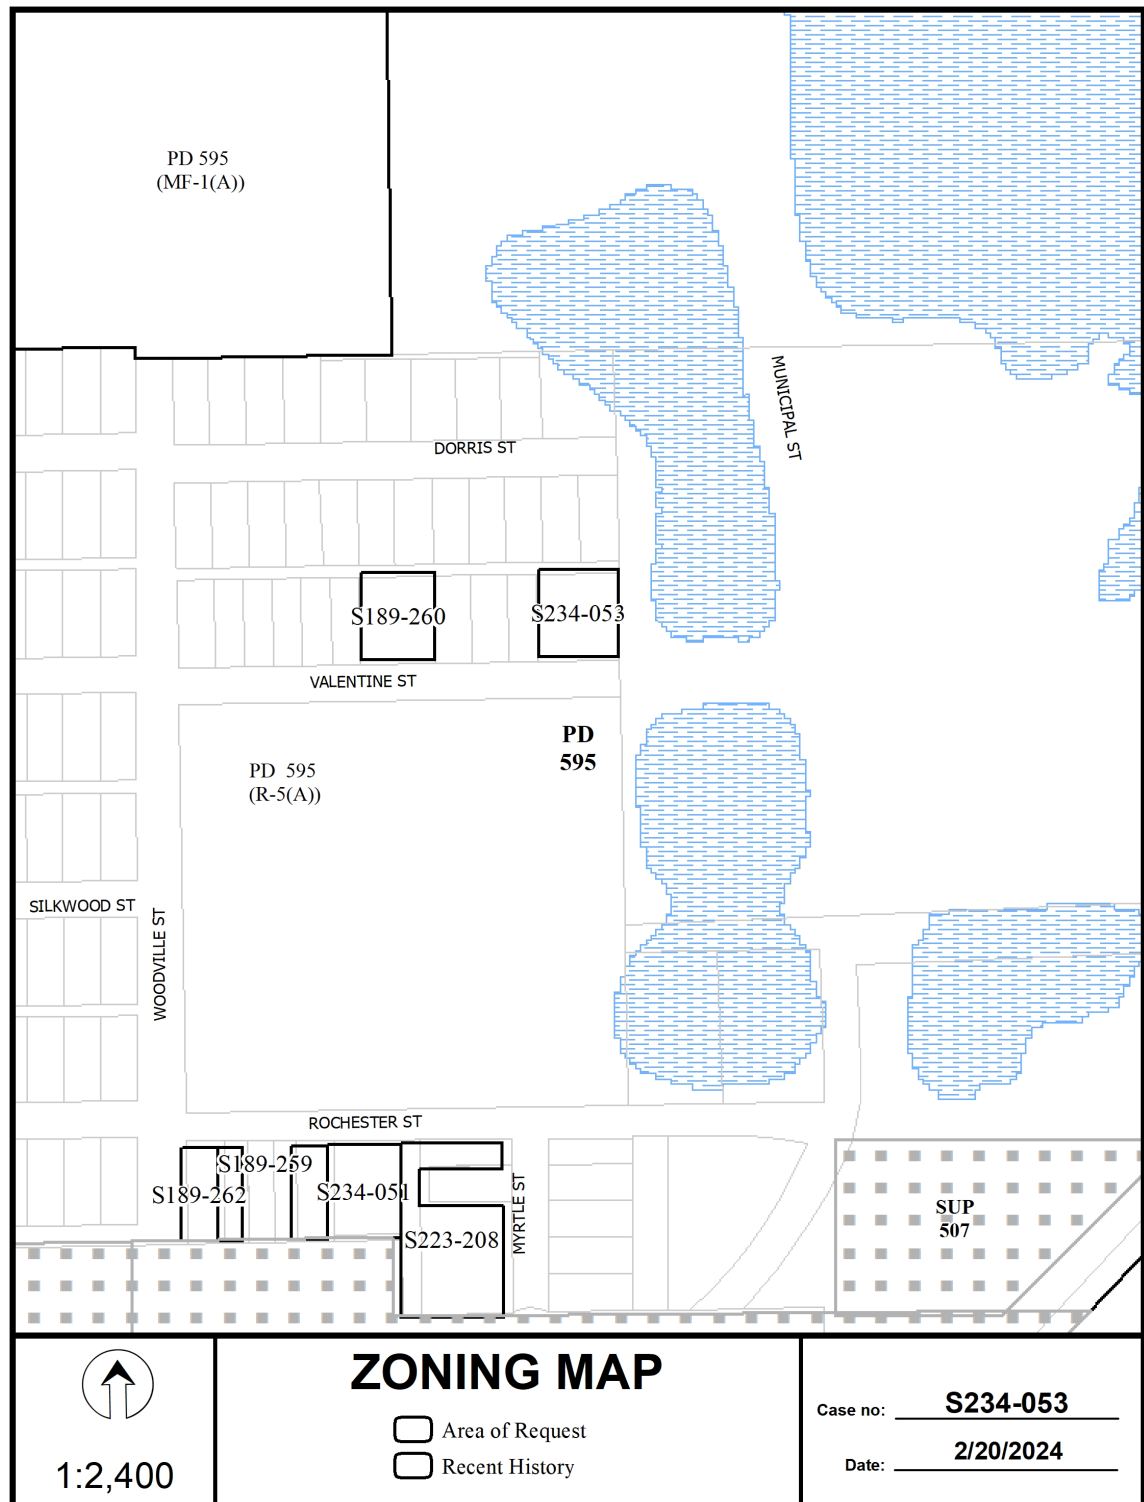 PD 595
(MF-1(A))
MUNICIPAL ST
DORRIS ST
S189-260
S234-053
VALENTINE ST
PD
595
PD 595
(R-5(A))
SILKWOOD ST
WOODVILLE ST
ROCHESTER ST
S189-259
S189-262
S234-051
MYRTLE ST
S223-208
SUP
507
1:2,400
ZONING MAP
Area of Request
Recent History
Case no: S234-053
Date: 2/20/2024